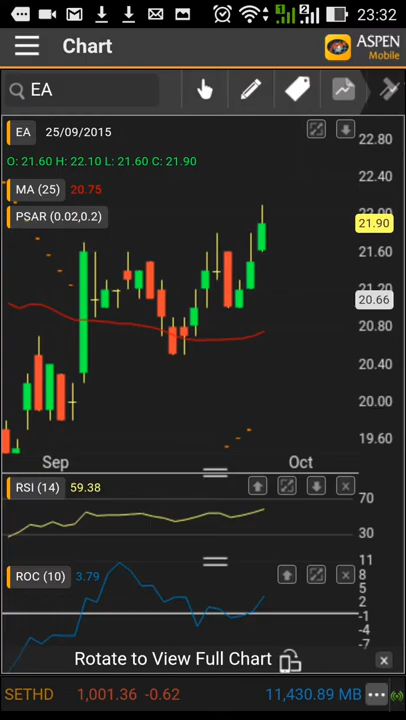 23:32
Chart
ASPEN
Mobile
EA
EA 25/09/2015
O: 21.60 H: 22.10 L: 21.60 C: 21.90
MA (25) 20.75
PSAR (0.02,0.2)
22.80
22.40
21.90
21.60
20.66
20.80
20.40
20.00
19.60
Sep
Oct
RSI (14) 59.38
70
30
ROC (10) 3.79
11
8
5
2
-1
-4
-7
Rotate to View Full Chart
SETHD 1,001.36 -0.62 11,430.89 MB